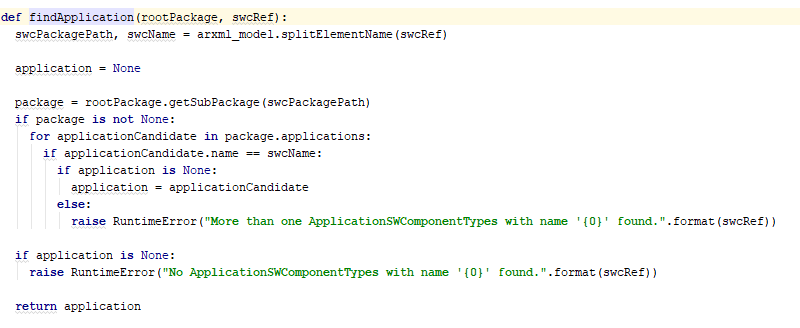 def findApplication(rootPackage, swcRef):
  swcPackagePath, swcName = arxml_model.splitElementName(swcRef)

  application = None

  package = rootPackage.getSubPackage(swcPackagePath)
  if package is not None:
    for applicationCandidate in package.applications:
      if applicationCandidate.name == swcName:
        if application is None:
          application = applicationCandidate
        else:
          raise RuntimeError("More than one ApplicationSWComponentTypes with name '{0}' found.".format(swcRef))

  if application is None:
    raise RuntimeError("No ApplicationSWComponentTypes with name '{0}' found.".format(swcRef))

  return application